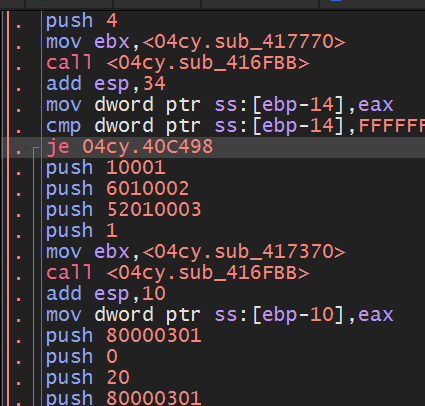 push 4
mov ebx,<04cy.sub_417770>
call <04cy.sub_416FBB>
add esp,34
mov dword ptr ss:[ebp-14],eax
cmp dword ptr ss:[ebp-14],FFFFFF
je 04cy.40C498
push 10001
push 6010002
push 52010003
push 1
mov ebx,<04cy.sub_417370>
call <04cy.sub_416FBB>
add esp,10
mov dword ptr ss:[ebp-10],eax
push 80000301
push 0
push 20
push 80000301